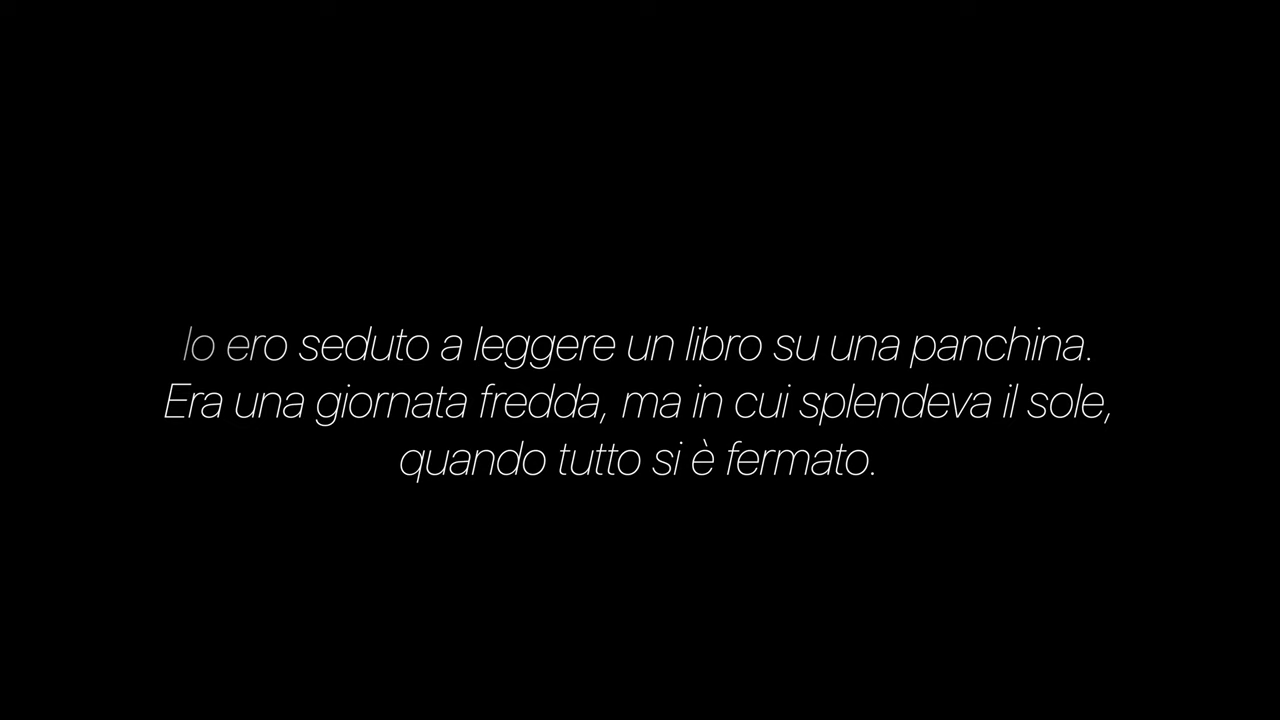 Io ero seduto a leggere un libro su una panchina.
Era una giornata fredda, ma in cui splendeva il sole,
quando tutto si è fermato.